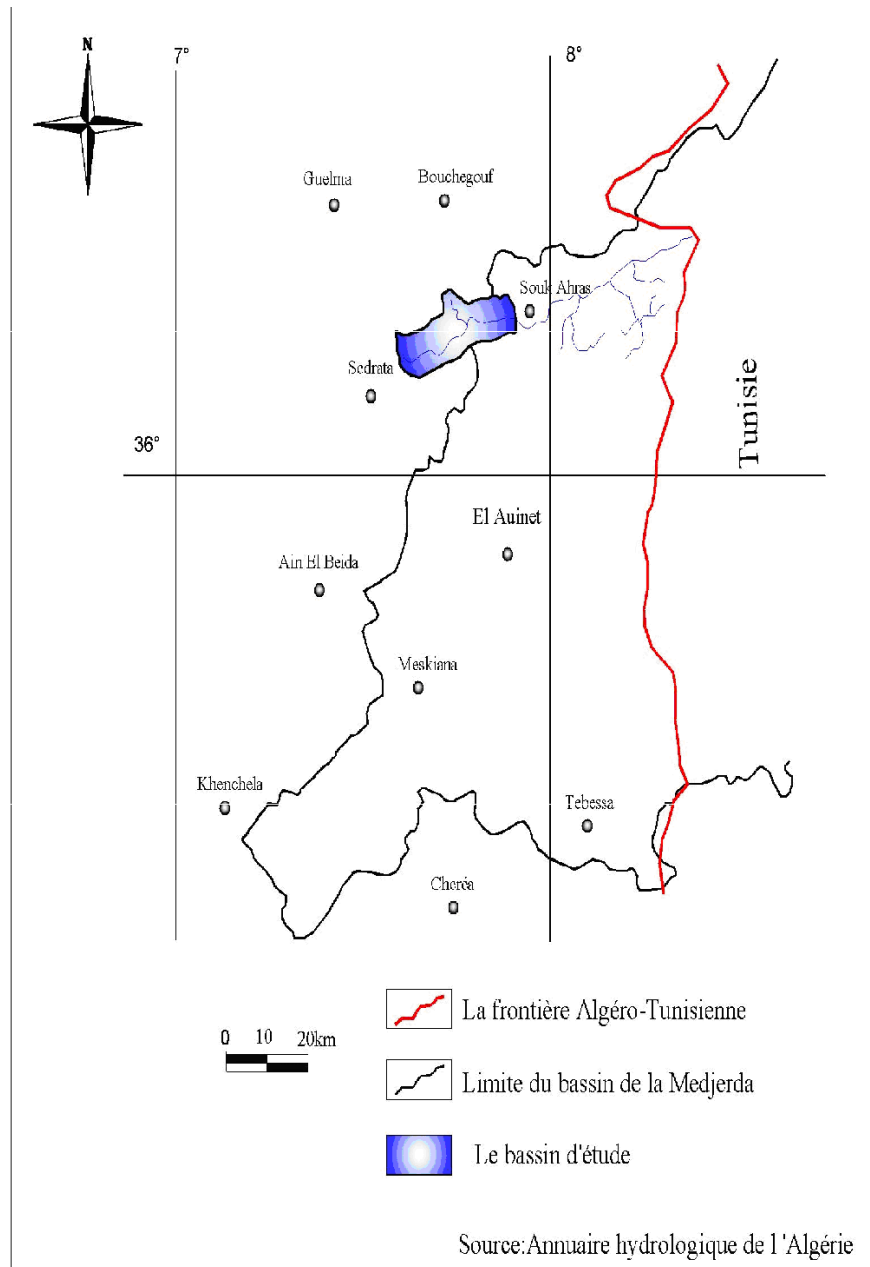 N
7°
8°
Guelma
Bouchegouf
Souk Ahras
Sedrata
Tunisie
36°
El Auinet
Ain El Beida
Meskiana
Khenchela
Tebessa
Cheréa
La frontière Algéro-Tunisienne
0 10 20km
Limite du bassin de la Medjerda
Le bassin d'étude
Source:Annuaire hydrologique de l'Algérie